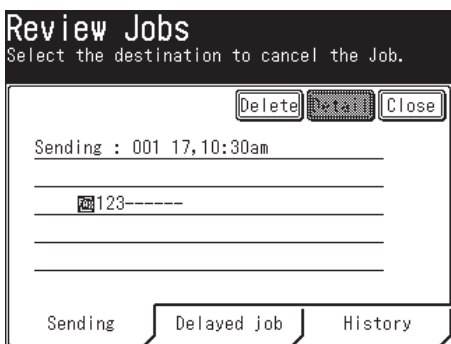 Review Jobs
Select the destination to cancel the Job.
Delete Detail Close
Sending : 001 17,10:30am
123------
Sending Delayed job History